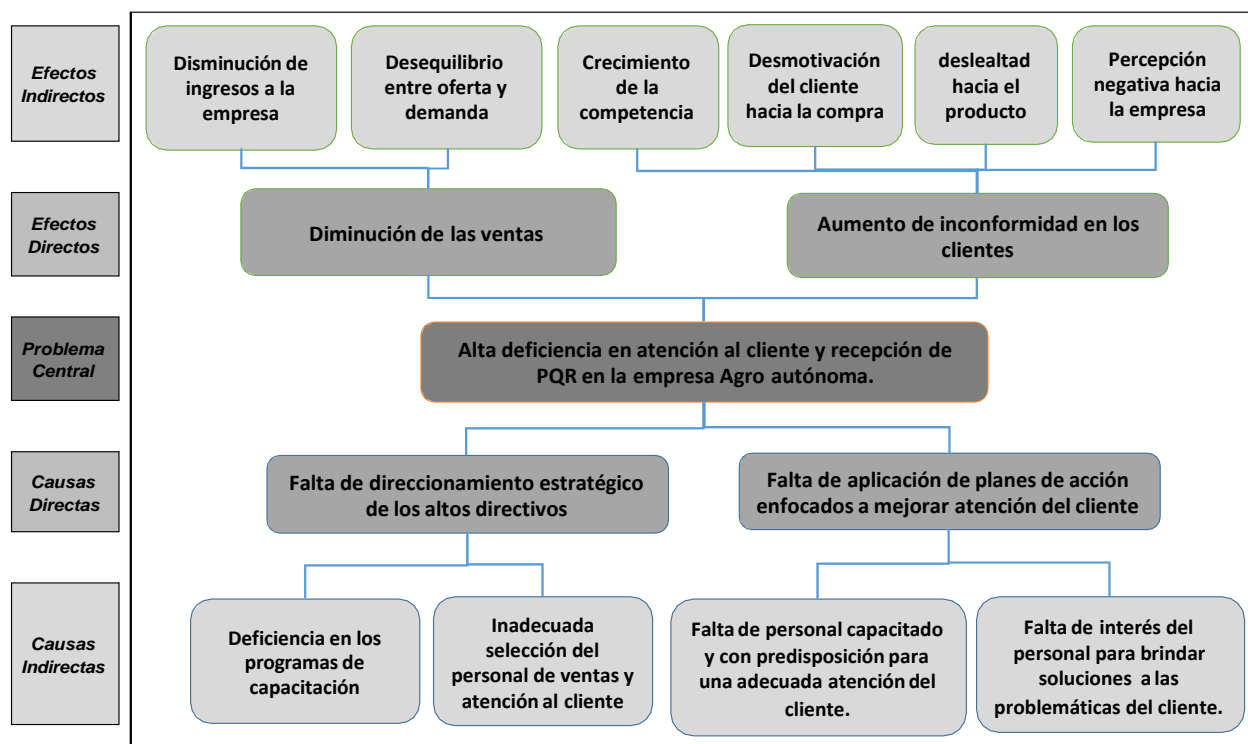 Efectos
Indirectos
Disminución de
ingresos a la
empresa
Desequilibrio
entre oferta y
demanda
Crecimiento
de la
competencia
Desmotivación
del cliente
hacia la compra
deslealtad
hacia el
producto
Percepción
negativa hacia
la empresa
Efectos
Directos
Diminución de las ventas
Aumento de inconformidad en los
clientes
Problema
Central
Alta deficiencia en atención al cliente y recepción de
PQR en la empresa Agro autónoma.
Causas
Directas
Falta de direccionamiento estratégico
de los altos directivos
Falta de aplicación de planes de acción
enfocados a mejorar atención del cliente
Causas
Indirectas
Deficiencia en los
programas de
capacitación
Inadecuada
selección del
personal de ventas y
atención al cliente
Falta de personal capacitado
y con predisposición para
una adecuada atención del
cliente.
Falta de interés del
personal para brindar
soluciones a las
problemáticas del cliente.